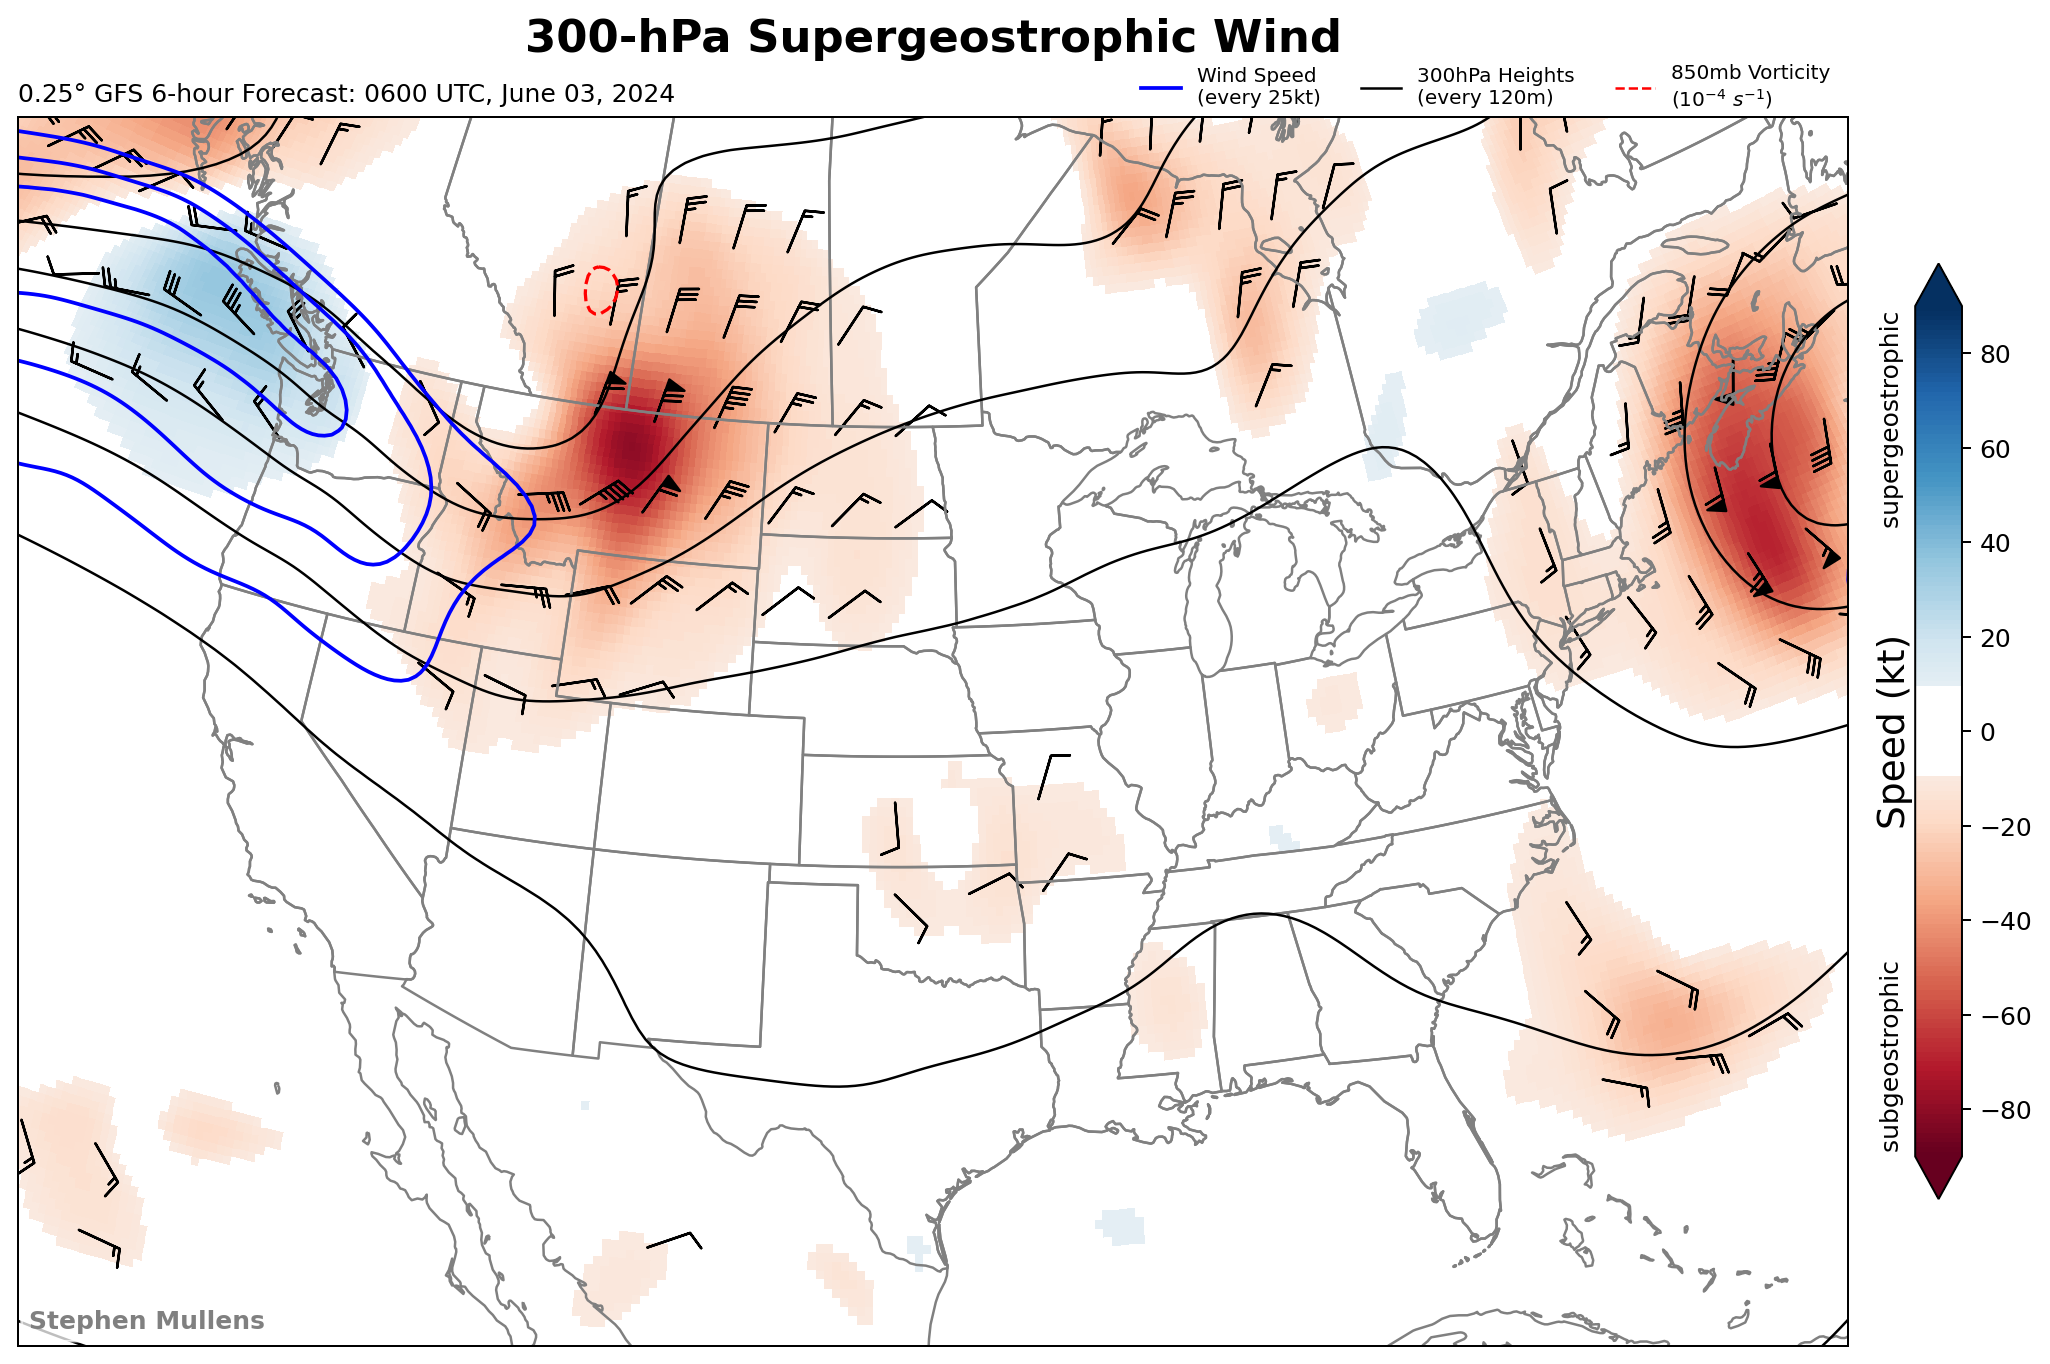 300-hPa Supergeostrophic Wind
0.25° GFS 6-hour Forecast: 0600 UTC, June 03, 2024
Wind Speed
(every 25kt)
300hPa Heights
(every 120m)
850mb Vorticity
(10⁻⁴ s⁻¹)
supergeostrophic
Speed (kt)
subgeostrophic
80
60
40
20
0
−20
−40
−60
−80
Stephen Mullens